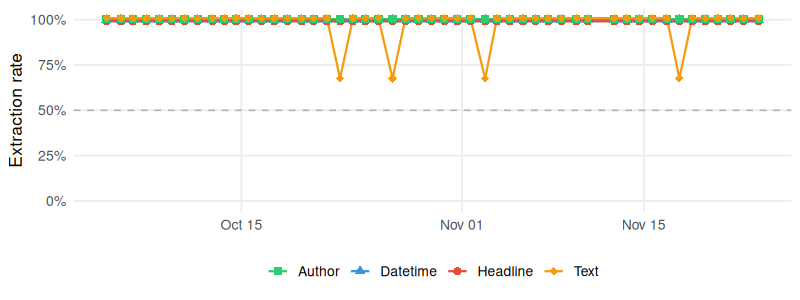 Extraction rate
100%
75%
50%
25%
0%
Oct 15 Nov 01 Nov 15
Author Datetime Headline Text